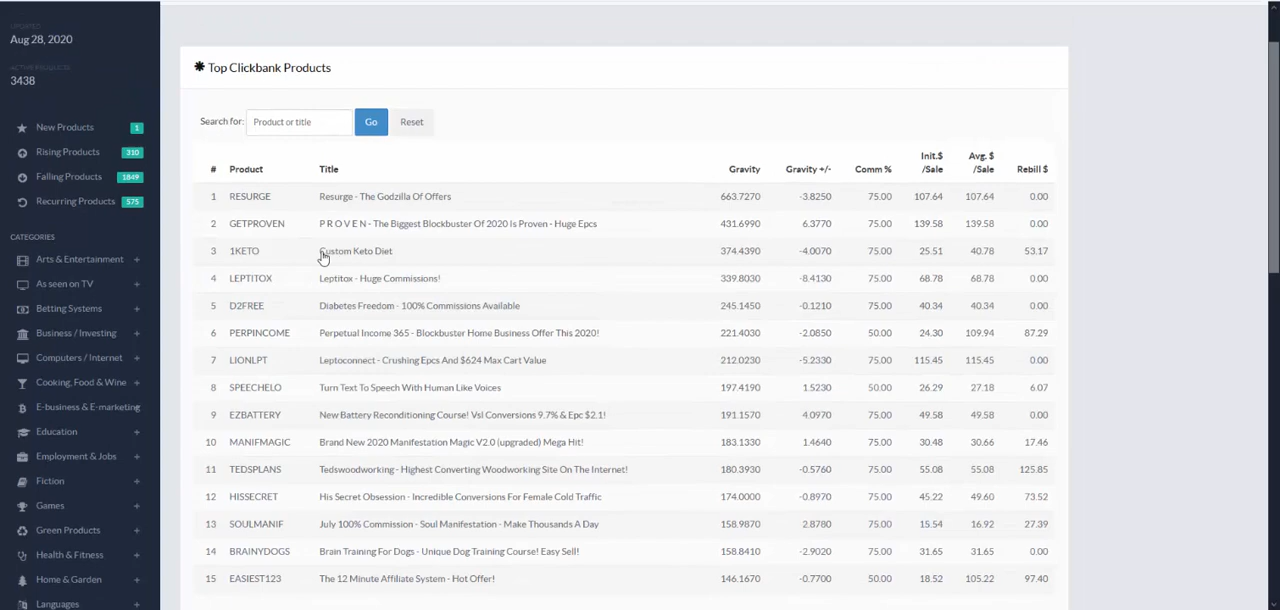 UPDATED
Aug 28, 2020
ACTIVE PRODUCTS
3438
New Products 1
Rising Products 310
Falling Products 1849
Recurring Products 575
CATEGORIES
Arts & Entertainment +
As seen on TV +
Betting Systems +
Business / Investing +
Computers / Internet +
Cooking, Food & Wine +
E-business & E-marketing
Education +
Employment & Jobs +
Fiction +
Games +
Green Products +
Health & Fitness +
Home & Garden +
Languages +
Top Clickbank Products
Search for: Product or title Go Reset
# Product Title Gravity Gravity +/- Comm % Init.$ /Sale Avg. $ /Sale Rebill $
1 RESURGE Resurge - The Godzilla Of Offers 663.7270 -3.8250 75.00 107.64 107.64 0.00
2 GETPROVEN P R O V E N - The Biggest Blockbuster Of 2020 Is Proven - Huge Epcs 431.6990 6.3770 75.00 139.58 139.58 0.00
3 1KETO Custom Keto Diet 374.4390 -4.0070 75.00 25.51 40.78 53.17
4 LEPTITOX Leptitox - Huge Commissions! 339.8030 -8.4130 75.00 68.78 68.78 0.00
5 D2FREE Diabetes Freedom - 100% Commissions Available 245.1450 -0.1210 75.00 40.34 40.34 0.00
6 PERPINCOME Perpetual Income 365 - Blockbuster Home Business Offer This 2020! 221.4030 -2.0850 50.00 24.30 109.94 87.29
7 LIONLPT Leptoconnect - Crushing Epcs And $624 Max Cart Value 212.0230 -5.2330 75.00 115.45 115.45 0.00
8 SPEECHELO Turn Text To Speech With Human Like Voices 197.4190 1.5230 50.00 26.29 27.18 6.07
9 EZBATTERY New Battery Reconditioning Course! Vsl Conversions 9.7% & Epc $2.1! 191.1570 4.0970 75.00 49.58 49.58 0.00
10 MANIFMAGIC Brand New 2020 Manifestation Magic V2.0 (upgraded) Mega Hit! 183.1330 1.4640 75.00 30.48 30.66 17.46
11 TEDSPLANS Tedswoodworking - Highest Converting Woodworking Site On The Internet! 180.3930 -0.5760 75.00 55.08 55.08 125.85
12 HISSECRET His Secret Obsession - Incredible Conversions For Female Cold Traffic 174.0000 -0.8970 75.00 45.22 49.60 73.52
13 SOULMANIF July 100% Commission - Soul Manifestation - Make Thousands A Day 158.9870 2.8780 75.00 15.54 16.92 27.39
14 BRAINYDOGS Brain Training For Dogs - Unique Dog Training Course! Easy Sell! 158.8410 -2.9020 75.00 31.65 31.65 0.00
15 EASIEST123 The 12 Minute Affiliate System - Hot Offer! 146.1670 -0.7700 50.00 18.52 105.22 97.40